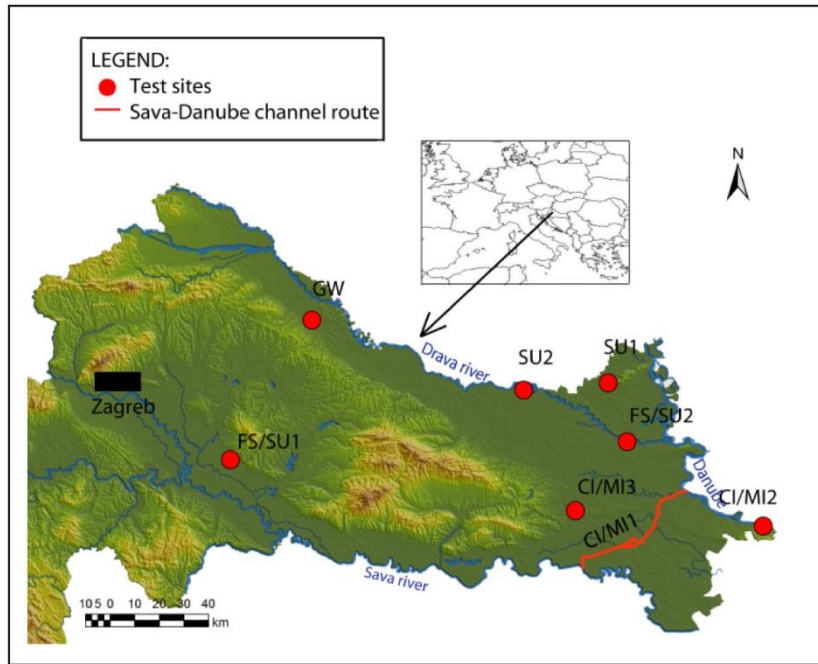 LEGEND:
Test sites
Sava-Danube channel route
N
GW
Drava river
SU2
SU1
Zagreb
FS/SU2
FS/SU1
Danube
CI/MI3
CI/MI2
CI/MI1
Sava river
10 5 0 10 20 30 40
km